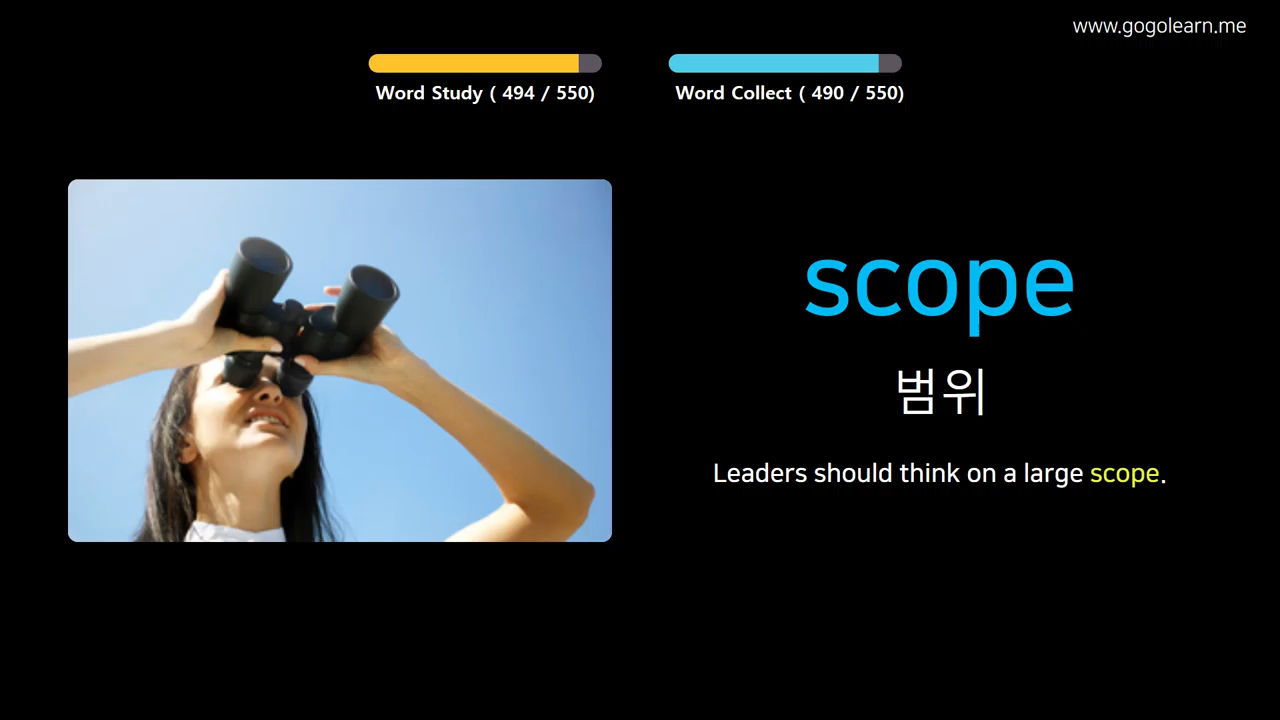 www.gogolearn.me
Word Study ( 494 / 550)
Word Collect ( 490 / 550)
scope
범위
Leaders should think on a large scope.